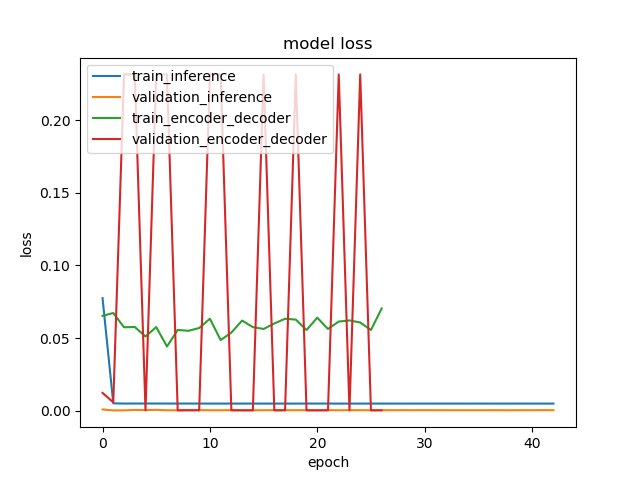 model loss
train_inference
validation_inference
train_encoder_decoder
validation_encoder_decoder
0.20
0.15
0.10
0.05
0.00
loss
0 10 20 30 40
epoch